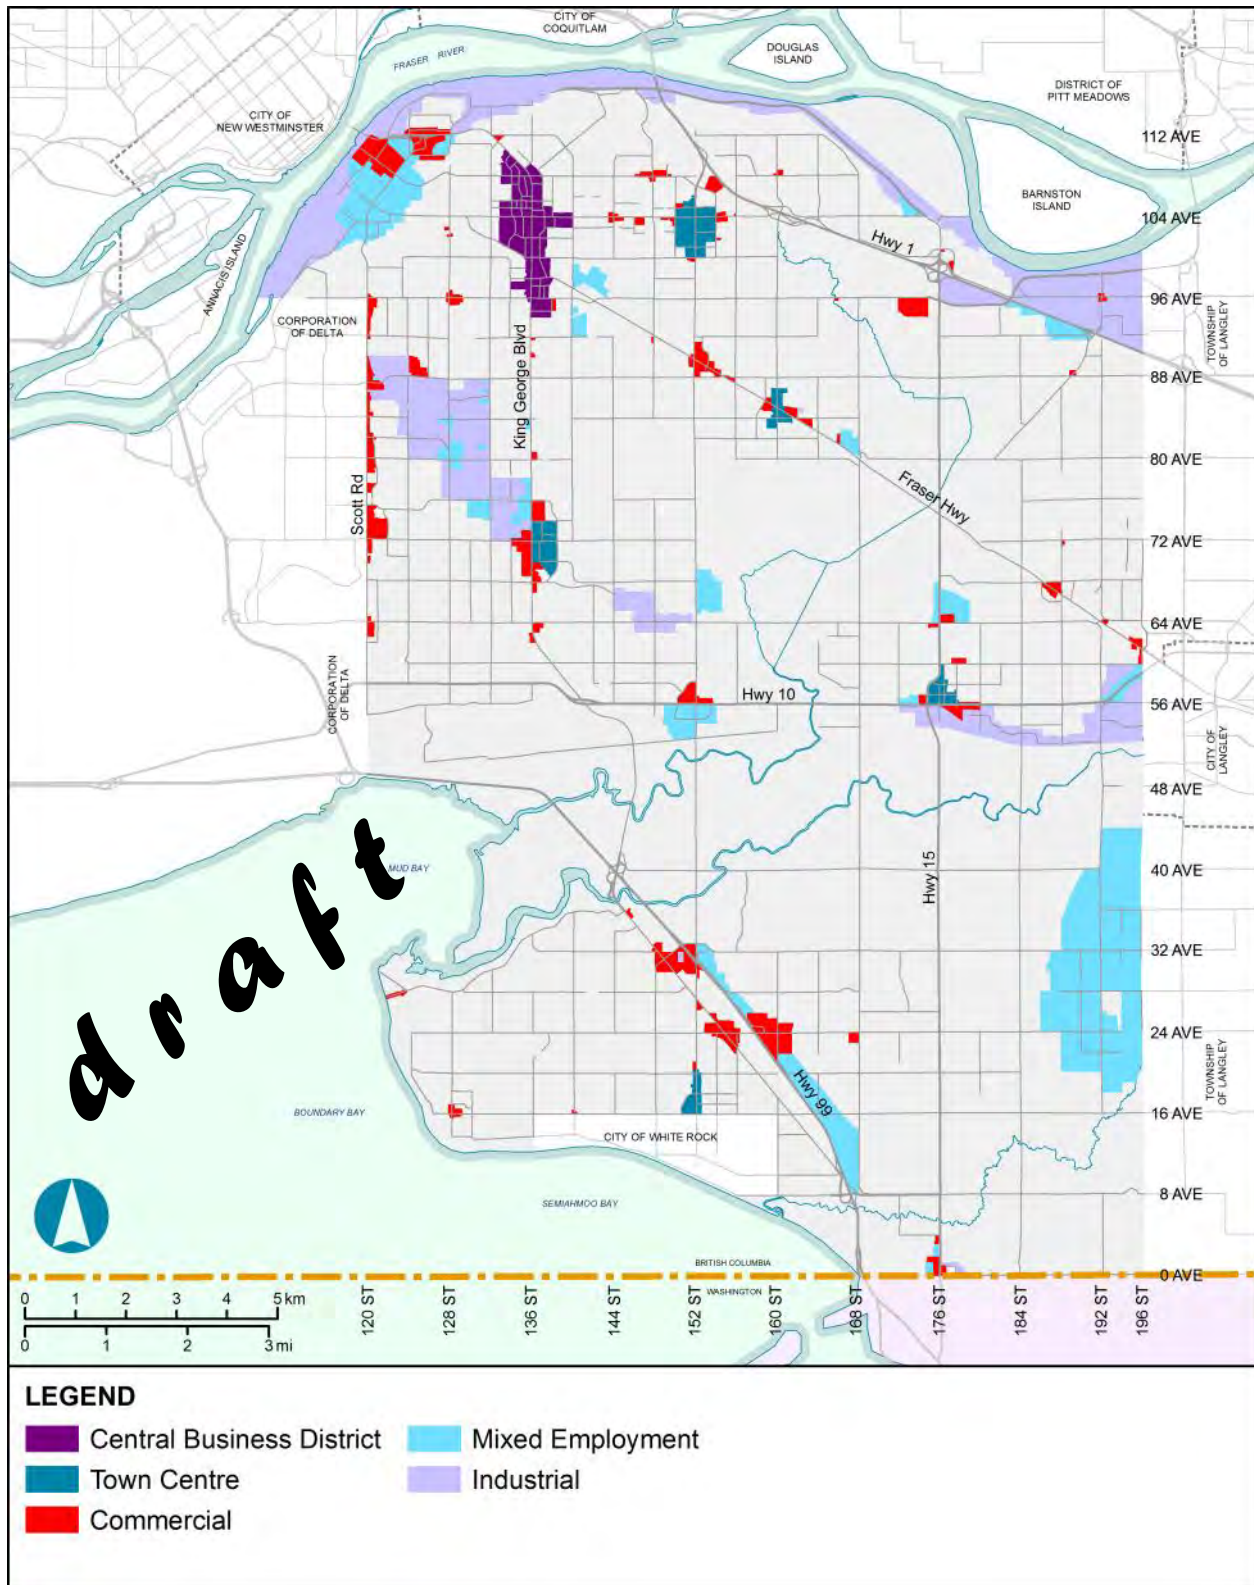 CITY OF
COQUITLAM
FRASER RIVER
DOUGLAS
ISLAND
DISTRICT OF
PITT MEADOWS
CITY OF
NEW WESTMINSTER
112 AVE
BARNSTON
ISLAND
104 AVE
Hwy 1
ANNACIS ISLAND
96 AVE
CORPORATION
OF DELTA
TOWNSHIP
OF LANGLEY
King George Blvd
88 AVE
80 AVE
Scott Rd
Fraser Hwy
72 AVE
64 AVE
CORPORATION
OF DELTA
Hwy 10
56 AVE
CITY OF
LANGLEY
48 AVE
draft
MUD BAY
40 AVE
Hwy 15
32 AVE
24 AVE
TOWNSHIP
OF LANGLEY
Hwy 99
BOUNDARY BAY
16 AVE
CITY OF WHITE ROCK
8 AVE
SEMIAHMOO BAY
BRITISH COLUMBIA
0 AVE
WASHINGTON
0 1 2 3 4 5 km
0 1 2 3 mi
120 ST
128 ST
136 ST
144 ST
152 ST
160 ST
168 ST
176 ST
184 ST
192 ST
196 ST
LEGEND
Central Business District
Mixed Employment
Town Centre
Industrial
Commercial